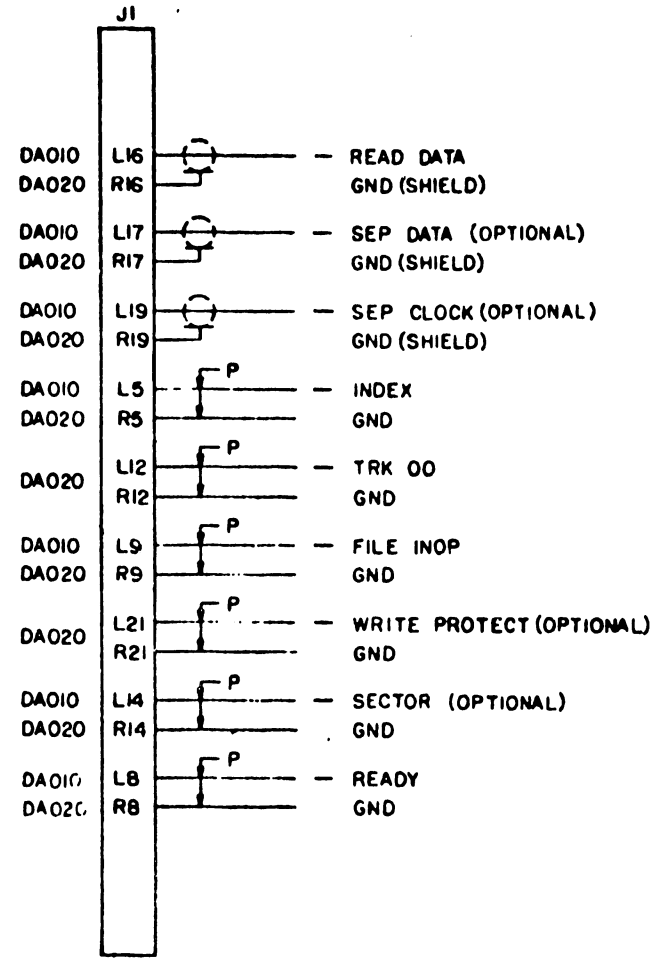 J1
DA010 L16 — READ DATA
DA020 R16 GND (SHIELD)
DA010 L17 — SEP DATA (OPTIONAL)
DA020 R17 GND (SHIELD)
DA010 L19 — SEP CLOCK (OPTIONAL)
DA020 R19 GND (SHIELD)
P
DA010 L5 — INDEX
DA020 R5 GND
P
L12 — TRK 00
DA020
R12 GND
P
DA010 L9 — FILE INOP
DA020 R9 GND
P
L21 — WRITE PROTECT (OPTIONAL)
DA020
R21 GND
P
DA010 L14 — SECTOR (OPTIONAL)
DA020 R14 GND
P
DA010 L8 — READY
DA020 R8 GND